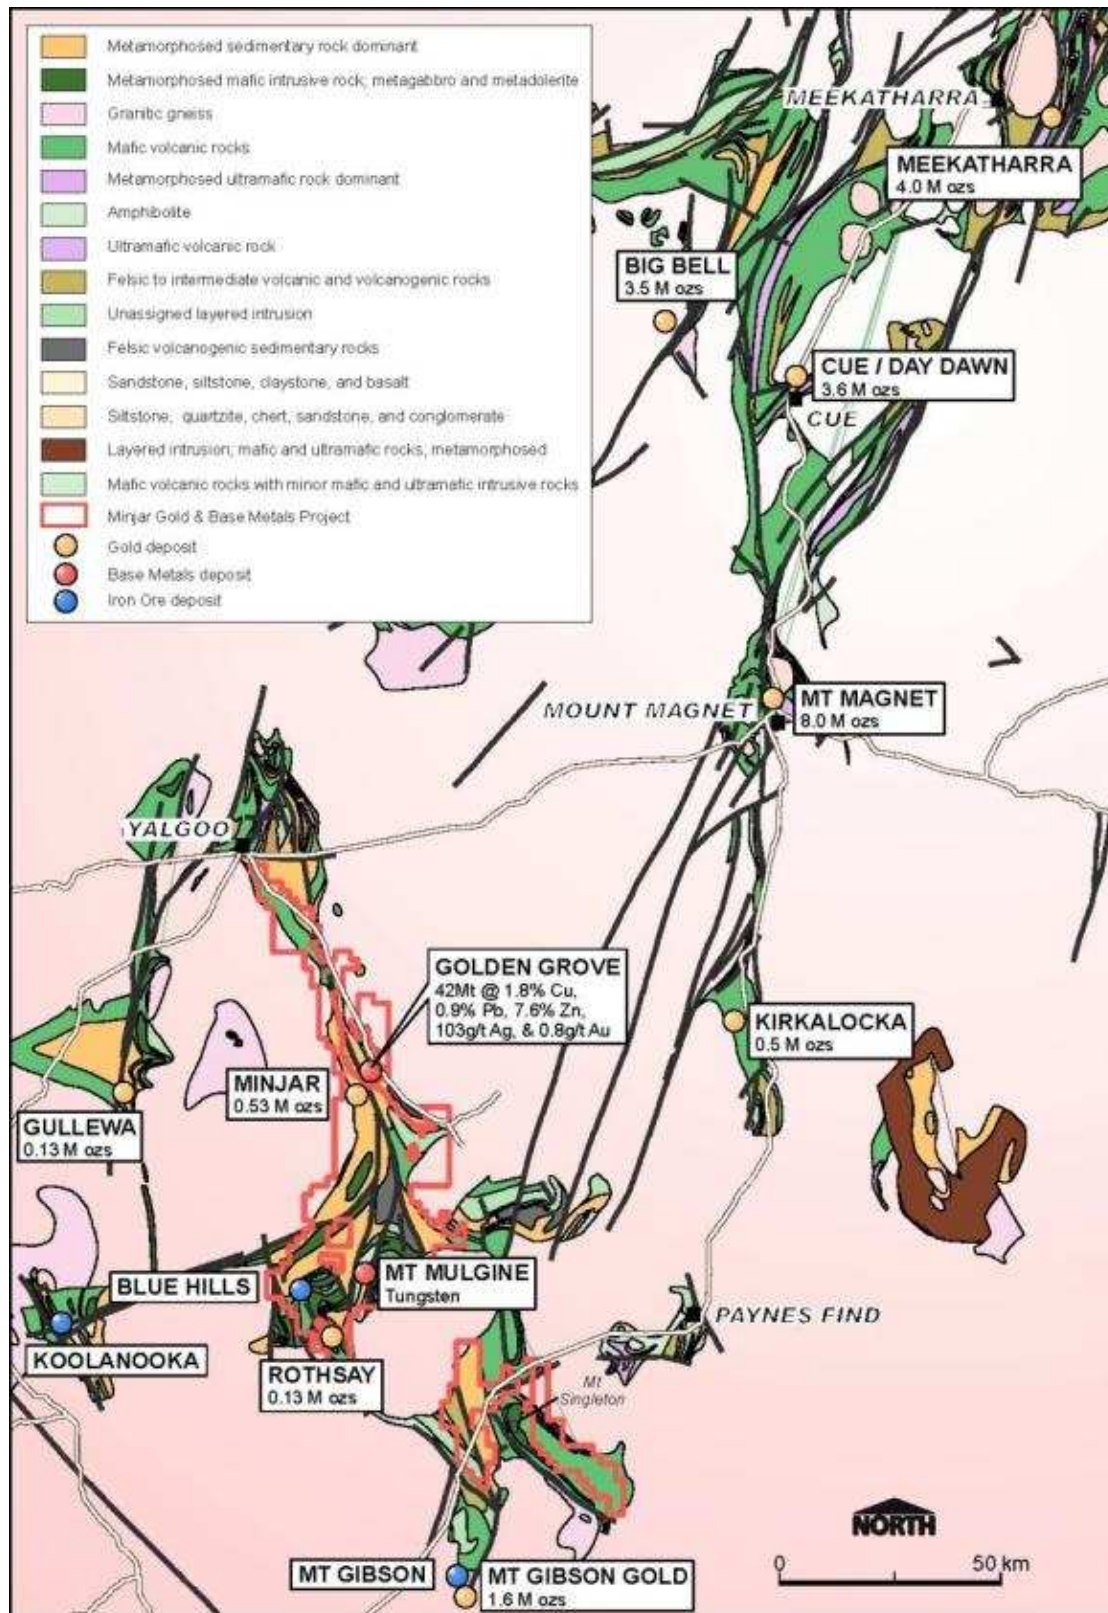 Metamorphosed sedimentary rock dominant
Metamorphosed mafic intrusive rock; metagabbro and metadolerite
Granitic gneiss
Mafic volcanic rocks
Metamorphosed ultramafic rock dominant
Amphibolite
Ultramafic volcanic rock
Felsic to intermediate volcanic and volcanogenic rocks
Unassigned layered intrusion
Felsic volcanogenic sedimentary rocks
Sandstone, siltstone, claystone, and basalt
Siltstone, quartzite, chert, sandstone, and conglomerate
Layered intrusion; mafic and ultramafic rocks, metamorphosed
Mafic volcanic rocks with minor mafic and ultramafic intrusive rocks
Minjar Gold & Base Metals Project
Gold deposit
Base Metals deposit
Iron Ore deposit
MEEKATHARRA
MEEKATHARRA
4.0 M ozs
BIG BELL
3.5 M ozs
CUE / DAY DAWN
3.6 M ozs
CUE
MOUNT MAGNET
MT MAGNET
8.0 M ozs
YALGOO
GOLDEN GROVE
42Mt @ 1.8% Cu,
0.9% Pb, 7.6% Zn,
103g/t Ag, & 0.8g/t Au
KIRKALOCKA
0.5 M ozs
MINJAR
0.53 M ozs
GULLEWA
0.13 M ozs
BLUE HILLS
MT MULGINE
Tungsten
PAYNES FIND
KOOLANOOKA
ROTHSAY
0.13 M ozs
Mt
Singleton
NORTH
0 50 km
MT GIBSON
MT GIBSON GOLD
1.6 M ozs